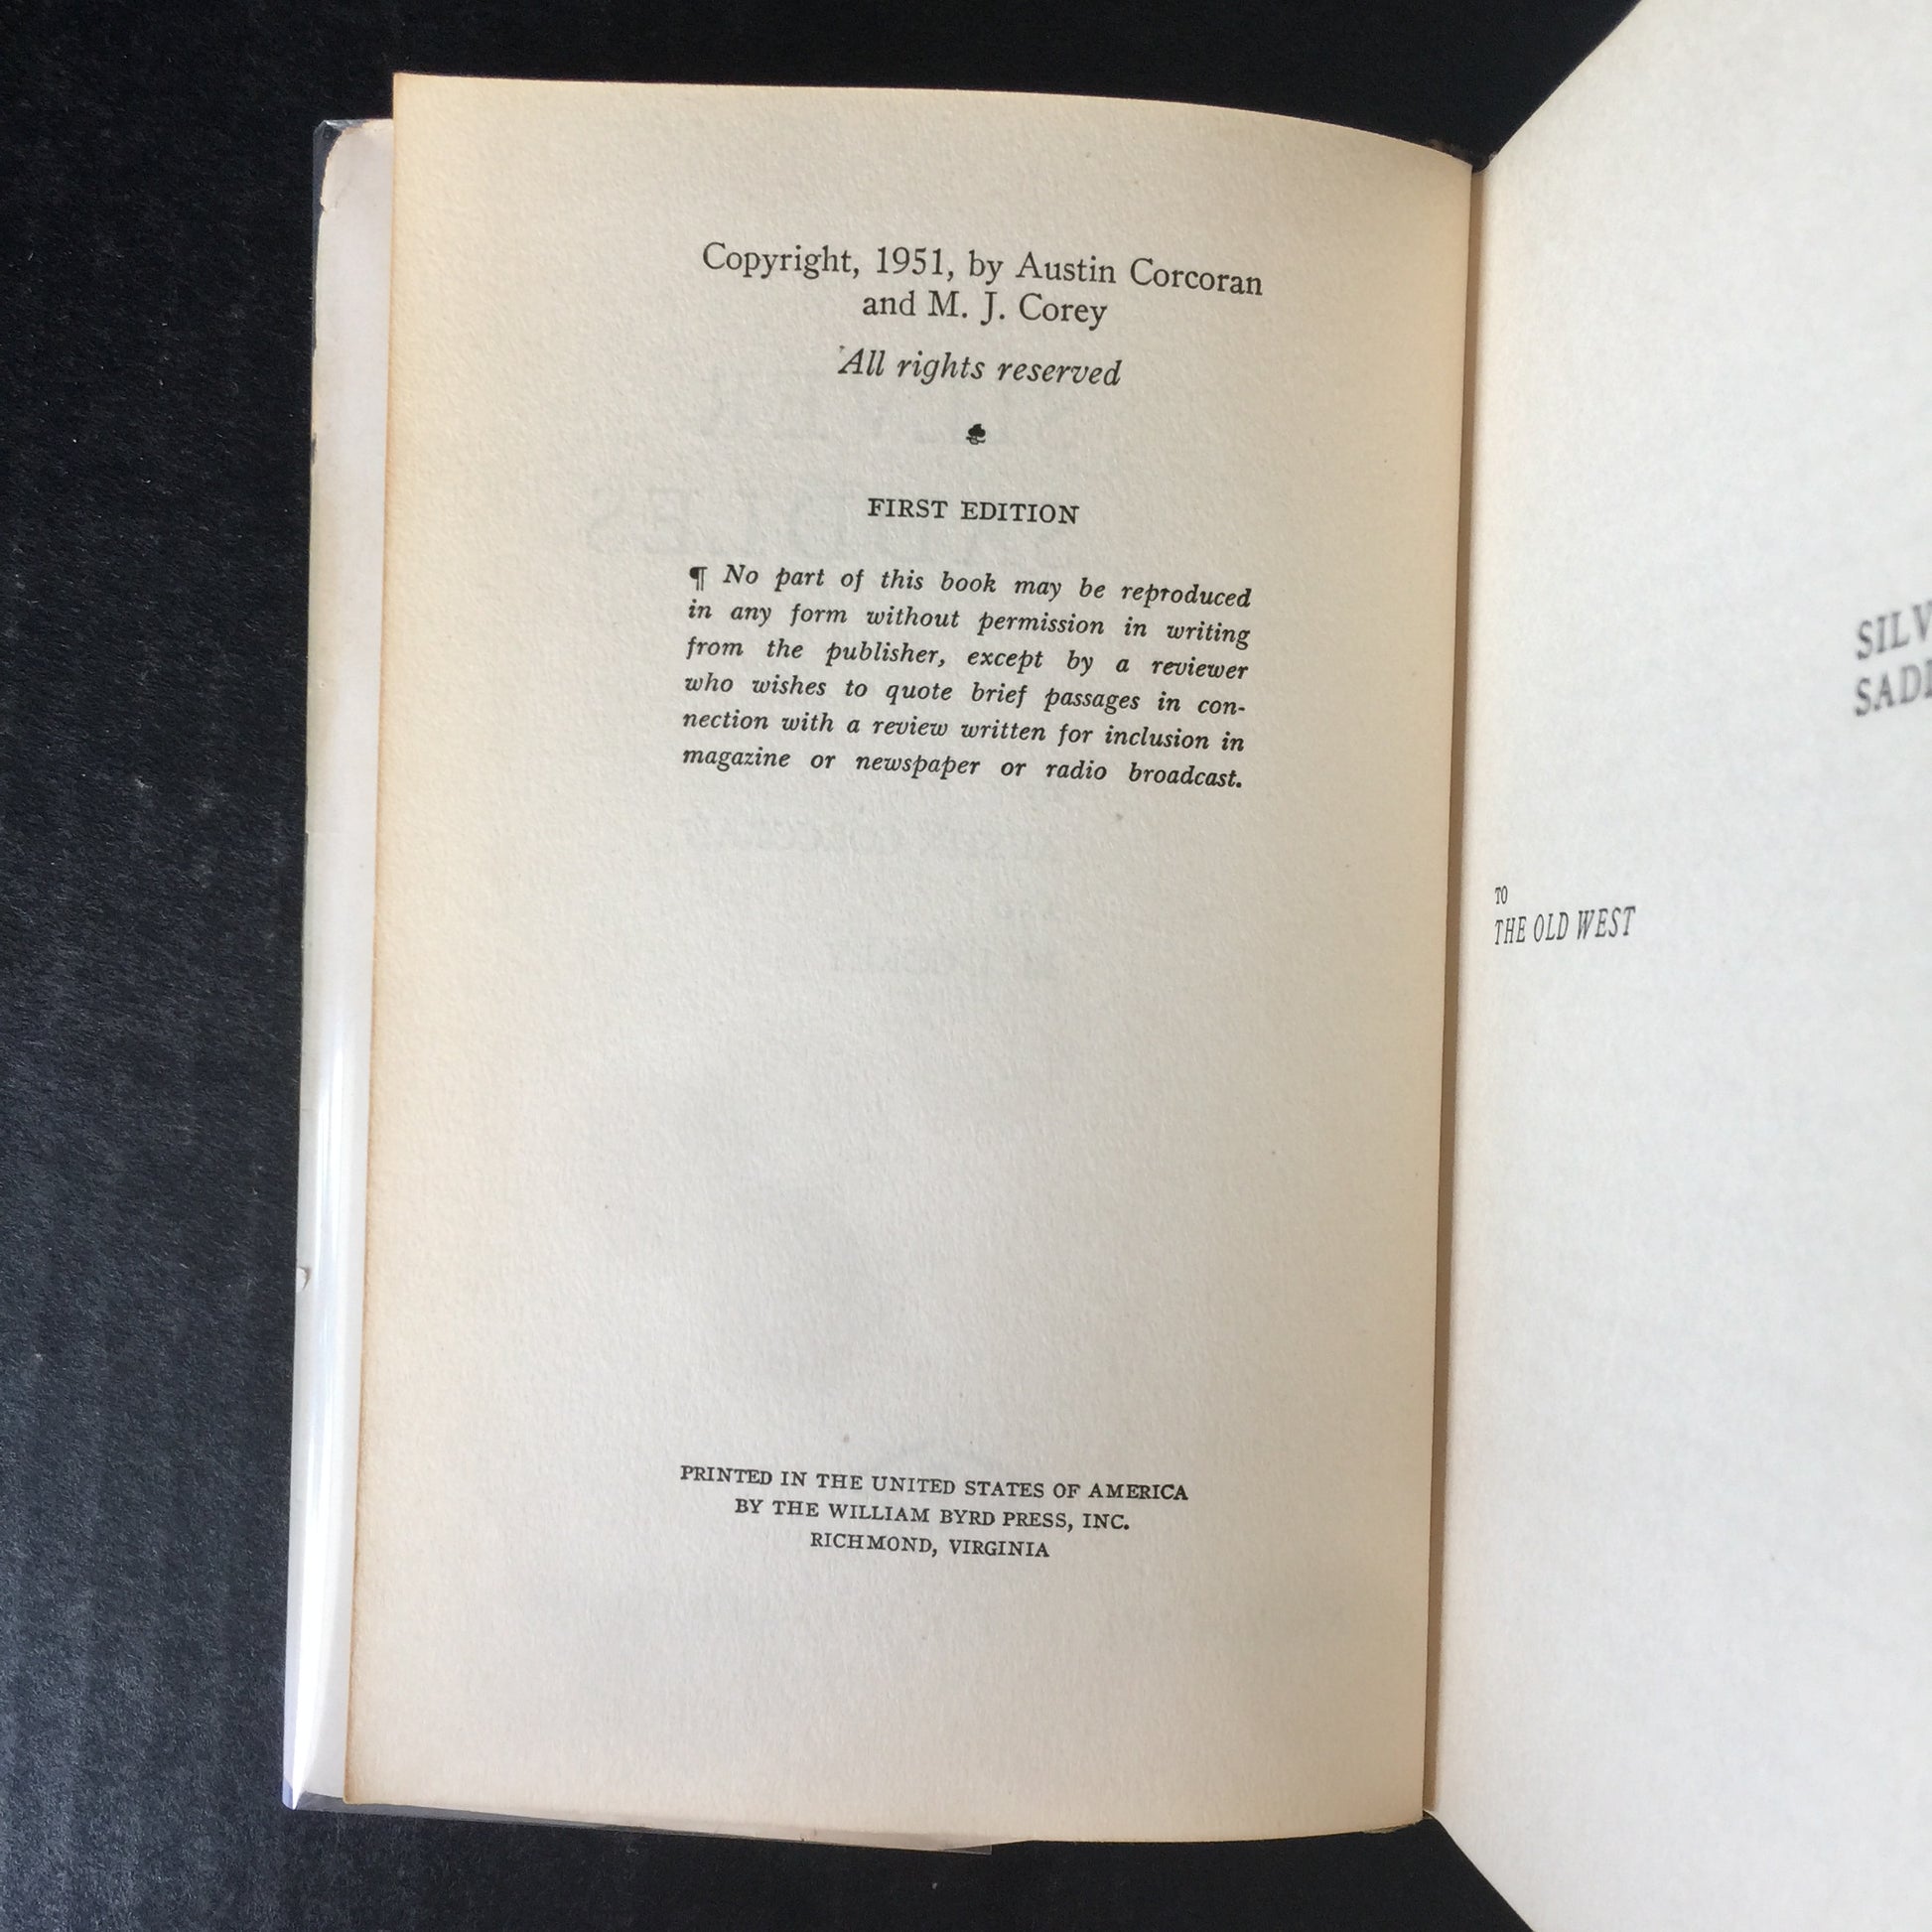 Copyright, 1951, by Austin Corcoran
and M. J. Corey
All rights reserved
FIRST EDITION
¶ No part of this book may be reproduced
in any form without permission in writing
from the publisher, except by a reviewer
who wishes to quote brief passages in con-
nection with a review written for inclusion in
magazine or newspaper or radio broadcast.
PRINTED IN THE UNITED STATES OF AMERICA
BY THE WILLIAM BYRD PRESS, INC.
RICHMOND, VIRGINIA
TO
THE OLD WEST